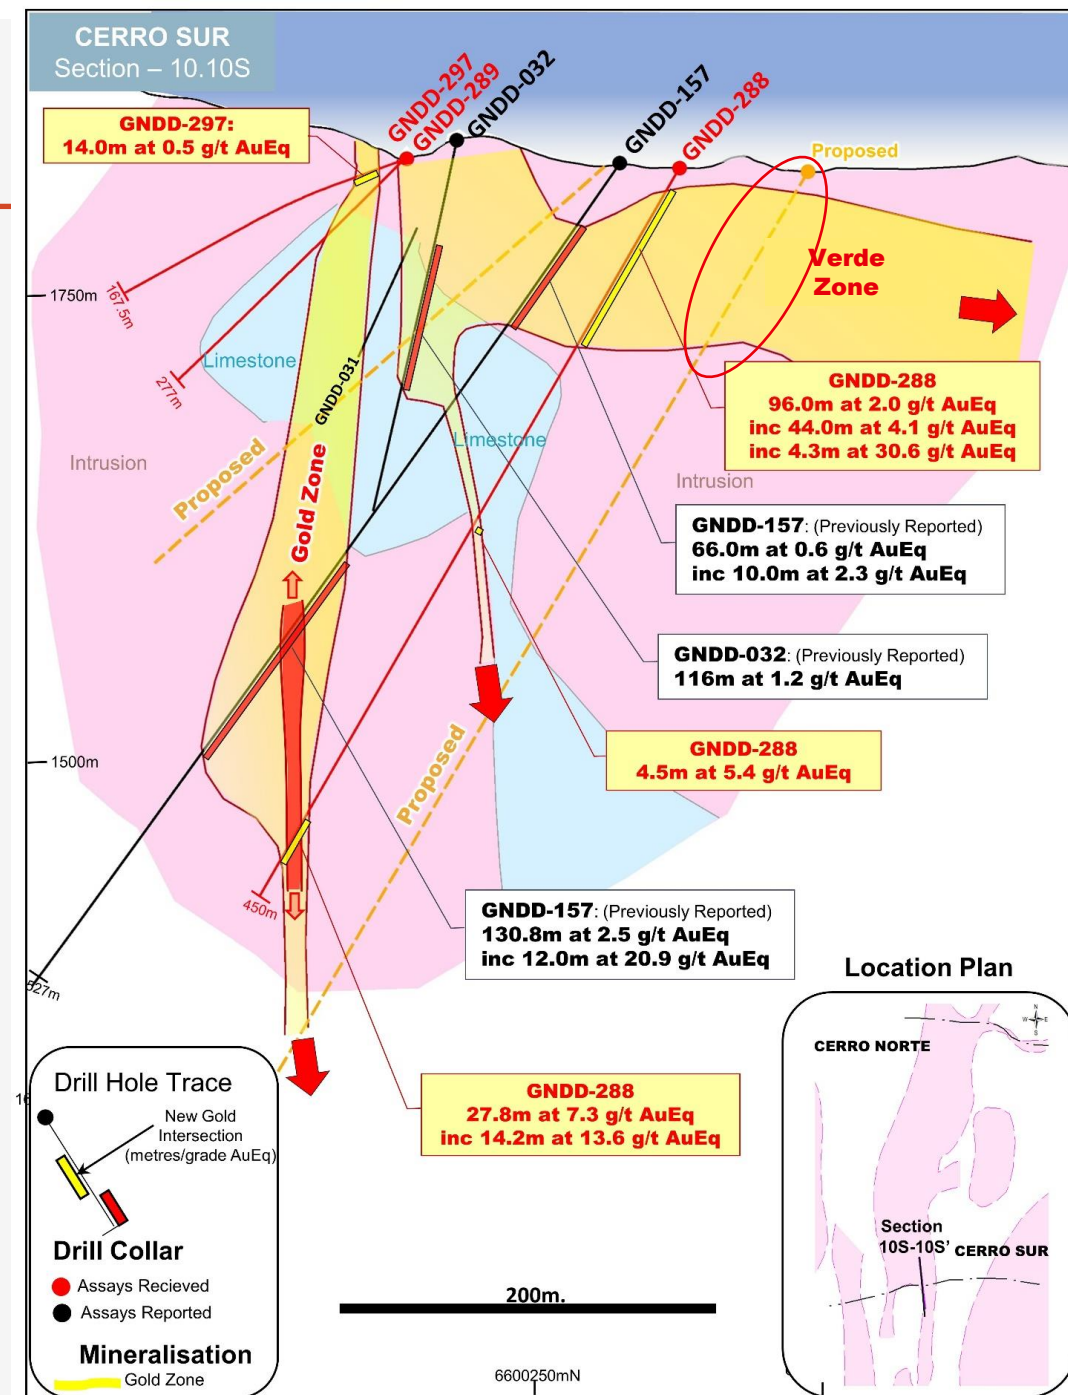 CERRO SUR
Section – 10.10S
GNDD-297
GNDD-289
GNDD-032
GNDD-157
GNDD-288
Proposed
GNDD-297:
14.0m at 0.5 g/t AuEq
Verde
Zone
1750m
167.5m
277m
Limestone
GNDD-031
Limestone
Intrusion
Intrusion
Proposed
Gold Zone
GNDD-288
96.0m at 2.0 g/t AuEq
inc 44.0m at 4.1 g/t AuEq
inc 4.3m at 30.6 g/t AuEq
GNDD-157: (Previously Reported)
66.0m at 0.6 g/t AuEq
inc 10.0m at 2.3 g/t AuEq
GNDD-032: (Previously Reported)
116m at 1.2 g/t AuEq
GNDD-288
4.5m at 5.4 g/t AuEq
1500m
Proposed
450m
527m
GNDD-157: (Previously Reported)
130.8m at 2.5 g/t AuEq
inc 12.0m at 20.9 g/t AuEq
GNDD-288
27.8m at 7.3 g/t AuEq
inc 14.2m at 13.6 g/t AuEq
Drill Hole Trace
New Gold
Intersection
(metres/grade AuEq)
Drill Collar
Assays Recieved
Assays Reported
Mineralisation
Gold Zone
200m.
6600250mN
Location Plan
N
W E
S
CERRO NORTE
Section
10S-10S’
CERRO SUR